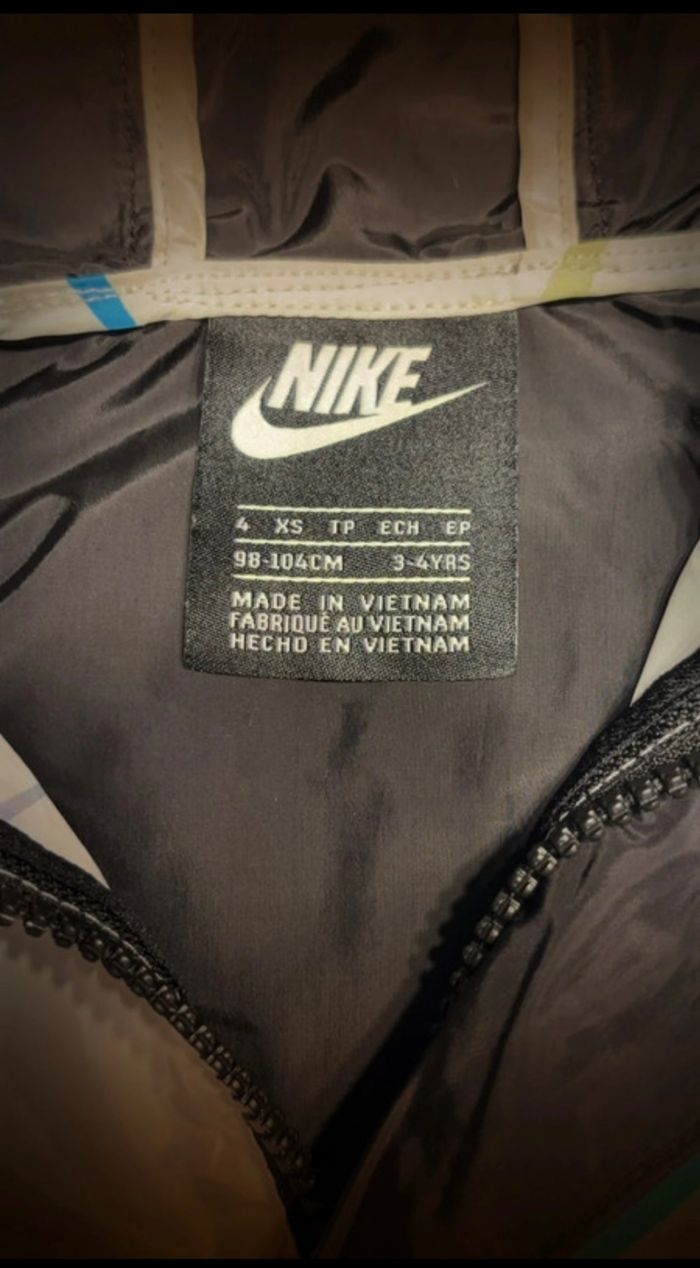 NIKE
4 XS TP ECH EP
98-104CM 3-4YRS
MADE IN VIETNAM
FABRIQUÉ AU VIETNAM
HECHO EN VIETNAM